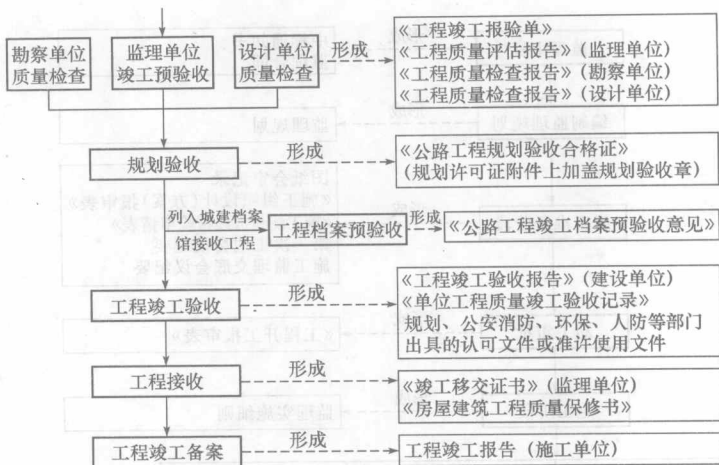 勘察单位
质量检查
监理单位
竣工预验收
设计单位
质量检查
形成
《工程竣工报验单》
《工程质量评估报告》(监理单位)
《工程质量检查报告》(勘察单位)
《工程质量检查报告》(设计单位)
规划验收
形成
《公路工程规划验收合格证》
(规划许可证附件上加盖规划验收章)
列入城建档案
馆接收工程
工程档案预验收
形成
《公路工程竣工档案预验收意见》
工程竣工验收
形成
《工程竣工验收报告》(建设单位)
《单位工程质量竣工验收记录》
规划、公安消防、环保、人防等部门
出具的认可文件或准许使用文件
工程接收
形成
《竣工移交证书》(监理单位)
《房屋建筑工程质量保修书》
工程竣工备案
形成
工程竣工报告(施工单位)